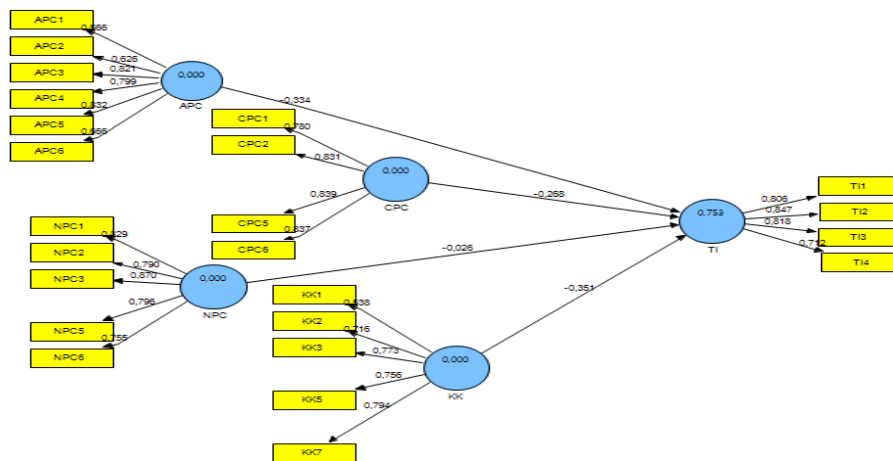 APC1
APC2
APC3
APC4
APC5
APC6
0,626
0,821
0,799
0,000
APC
-0,334
CPC1
CPC2
CPC5
CPC6
0,780
0,831
0,839
0,837
0,000
CPC
-0,268
NPC1
NPC2
NPC3
NPC5
NPC6
0,790
0,870
0,796
0,755
0,000
NPC
-0,026
KK1
KK2
KK3
KK5
KK7
0,716
0,773
0,756
0,794
0,000
KK
-0,351
0,753
TI
0,806
0,847
0,818
0,712
TI1
TI2
TI3
TI4